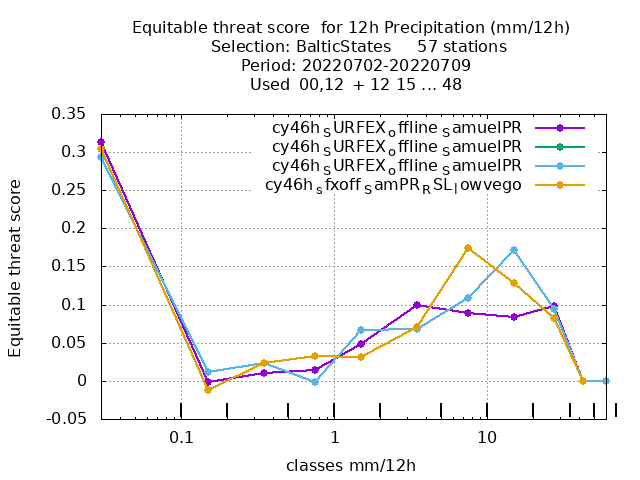 Equitable threat score  for 12h Precipitation (mm/12h)
Selection: BalticStates     57 stations
Period: 20220702-20220709
Used  00,12  + 12 15 ... 48
cy46h_SURFEX_offline_SamuelPR
cy46h_SURFEX_offline_SamuelPR
cy46h_SURFEX_offline_SamuelPR
cy46h_sfxoff_SamPR_RSL_lowvego
Equitable threat score
0.35
0.3
0.25
0.2
0.15
0.1
0.05
0
-0.05
0.1
1
10
classes mm/12h